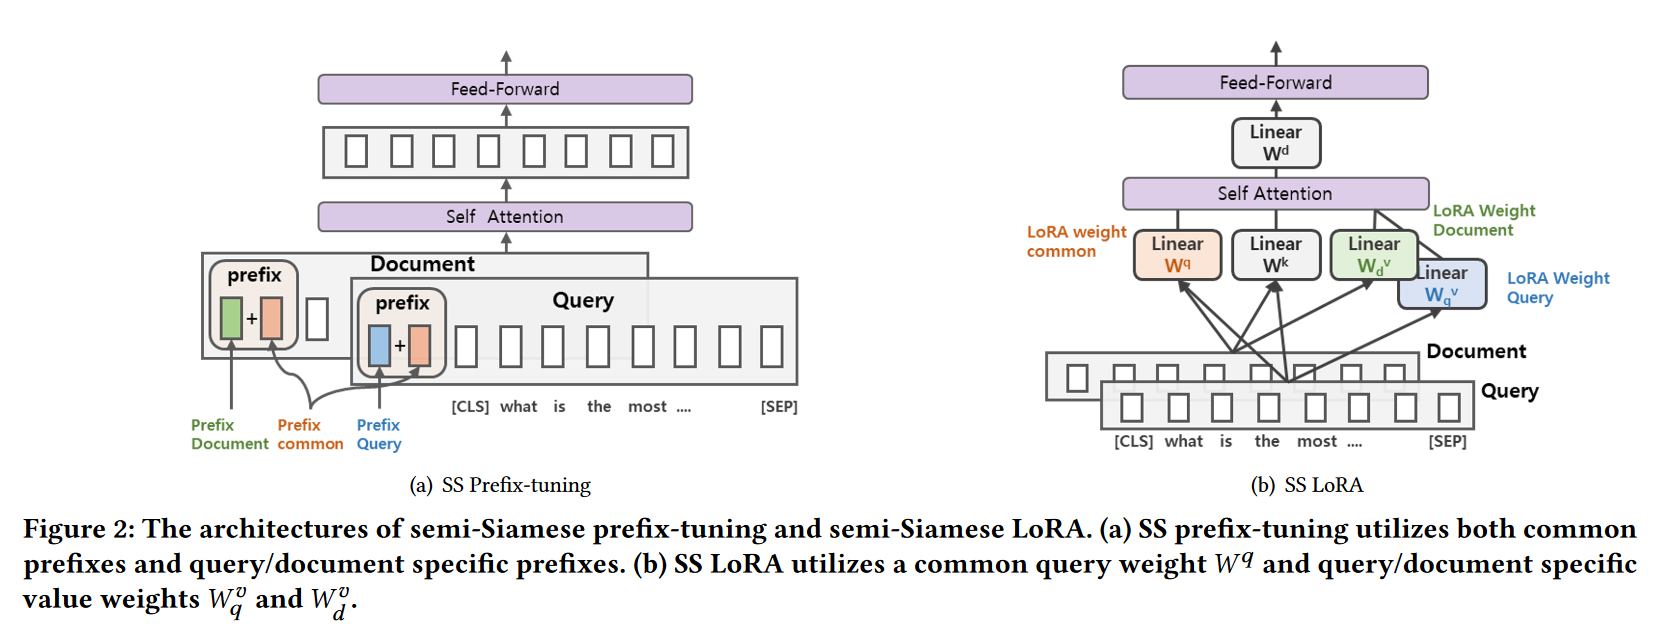 Feed-Forward
Self Attention
Document
prefix
+
Query
prefix
+
[CLS] what is the most .... [SEP]
Prefix Document
Prefix common
Prefix Query
(a) SS Prefix-tuning
Feed-Forward
Linear
W^d
Self Attention
LoRA weight common
Linear
W^q
Linear
W^k
Linear
W_d^v
LoRA Weight Document
Linear
W_q^v
LoRA Weight Query
Document
Query
[CLS] what is the most .... [SEP]
(b) SS LoRA
Figure 2: The architectures of semi-Siamese prefix-tuning and semi-Siamese LoRA. (a) SS prefix-tuning utilizes both common
prefixes and query/document specific prefixes. (b) SS LoRA utilizes a common query weight W^q and query/document specific
value weights W_q^v and W_d^v.